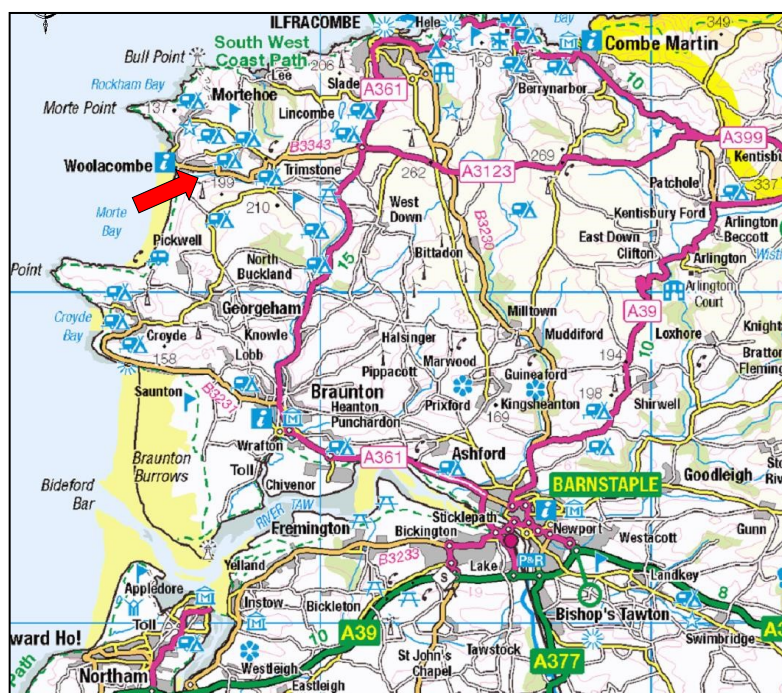 ILFRACOMBE
Hele
Bay
349
Combe Martin
Bull Point
South West
Coast Path
206
Slade
A361
159
10
Lee
Rockham Bay
Berrynarbor
Morte Point
137
Mortehoe
Lincombe
B3343
A399
Woolacombe
Trimstone
262
A3123
269
Kentisbury
337
199
Patchole
Morte
Bay
210
West
Down
B3230
Kentisbury Ford
Arlington
Beccott
Pickwell
North
Buckland
15
Bittadon
East Down
Clifton
Arlington
Arlington
Court
Point
Croyde
Bay
Georgeham
Milltown
A39
Croyde
Knowle
Halsinger
Muddiford
Loxhore
10
158
Lobb
Marwood
194
Pippacott
Guineaford
Saunton
B3231
Braunton
Prixford
169
Kingsheanton
198
Shirwell
Heanton
Punchardon
Wrafton
A361
Ashford
Braunton
Burrows
Toll
Chivenor
BARNSTAPLE
Goodleigh
Bideford
Bar
RIVER TAW
Fremington
Sticklepath
Bickington
Newport
Westacott
Gunn
Yelland
B3233
Lake
P&R
Landkey
8
Appledore
Instow
Bickleton
S
91
Bishop's Tawton
Toll
10
A39
Swimbridge
ward Ho!
Path
Northam
Westleigh
Eastleigh
St John's
Chapel
Tawstock
A377